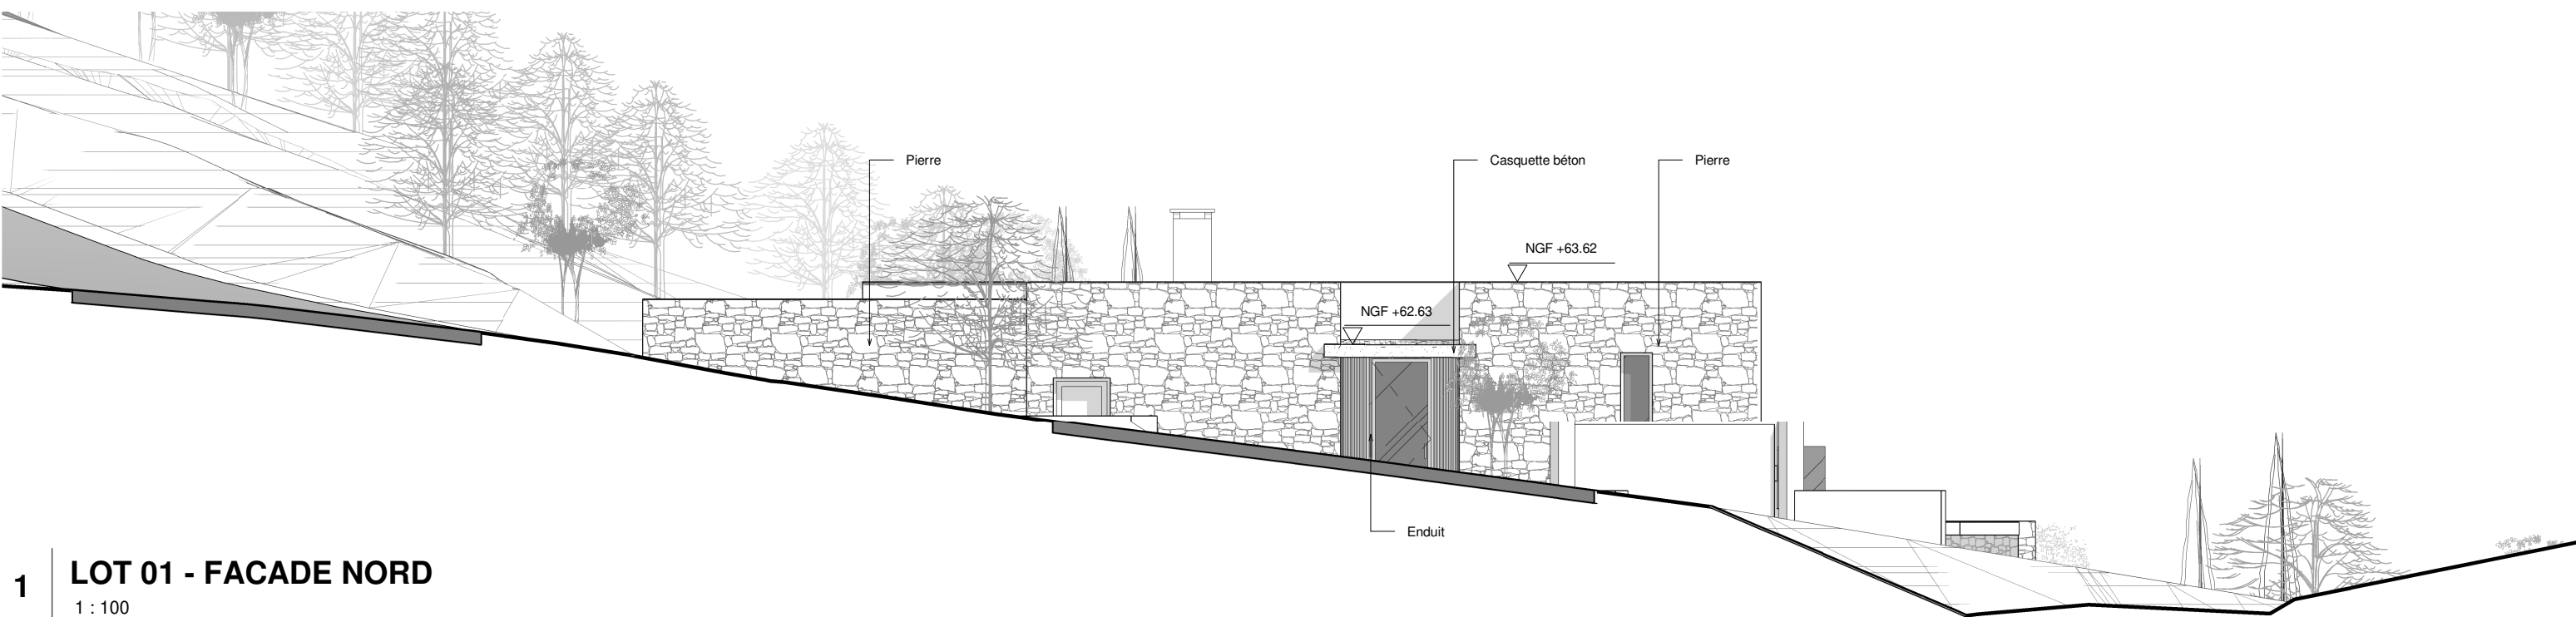 Pierre
Casquette béton
Pierre
NGF +63.62
NGF +62.63
Enduit
1
LOT 01 - FACADE NORD
1 : 100